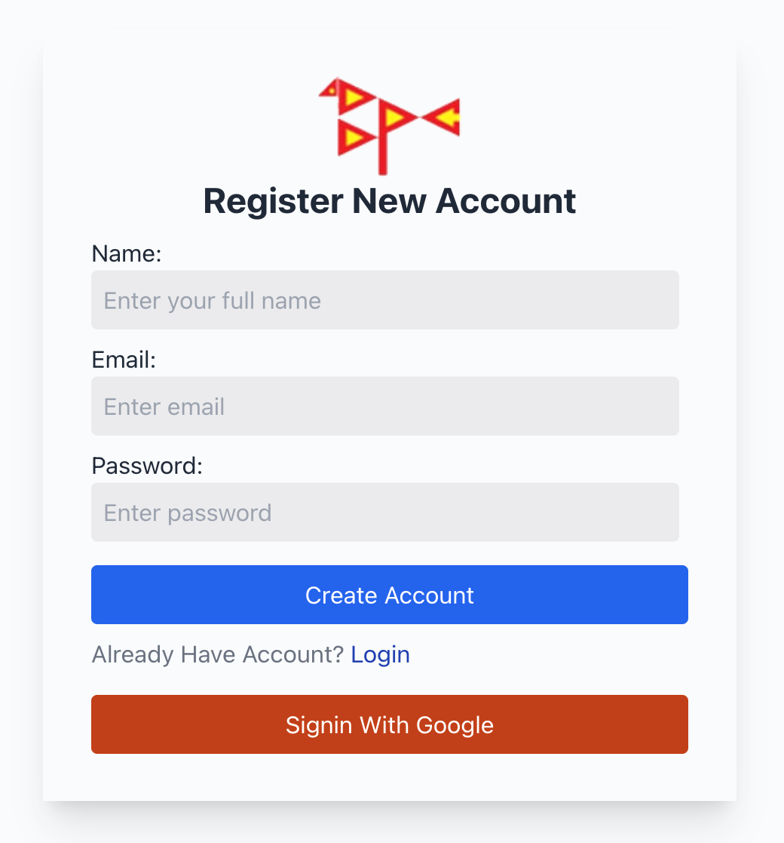 Register New Account
Name:
Enter your full name
Email:
Enter email
Password:
Enter password
Create Account
Already Have Account? Login
Signin With Google